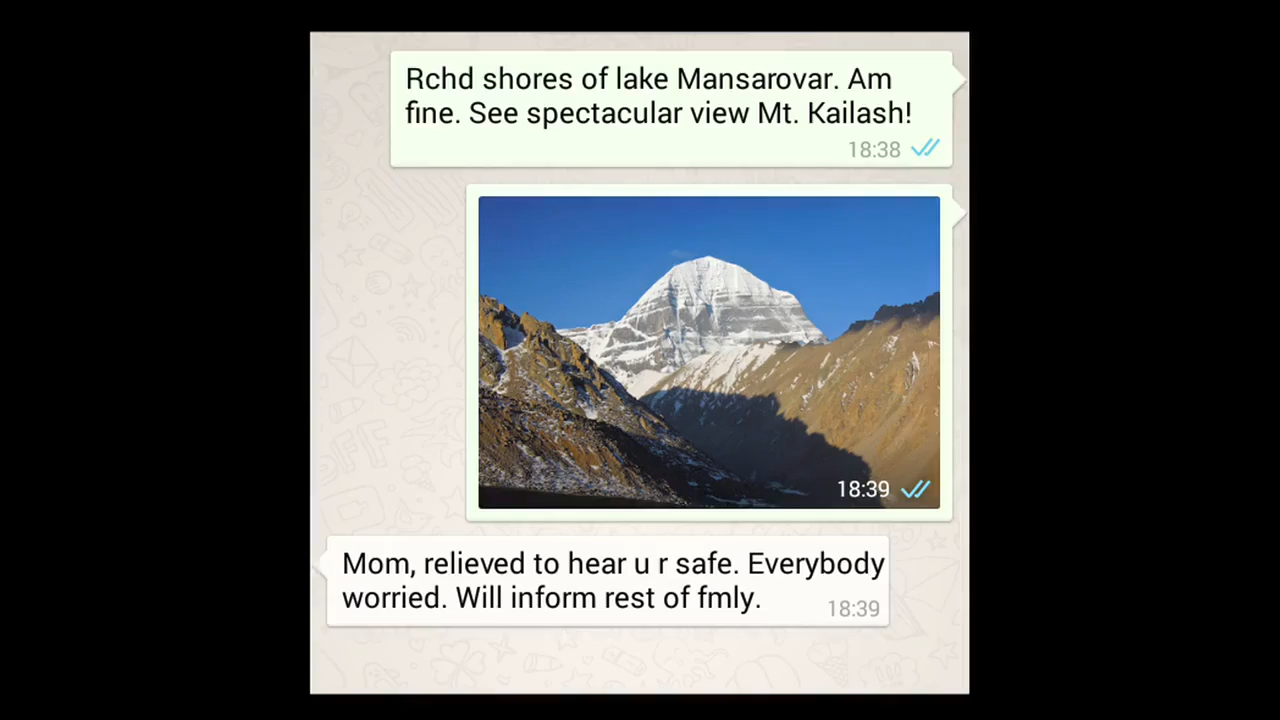 Rchd shores of lake Mansarovar. Am
fine. See spectacular view Mt. Kailash!
18:38
18:39
Mom, relieved to hear u r safe. Everybody
worried. Will inform rest of fmly.
18:39